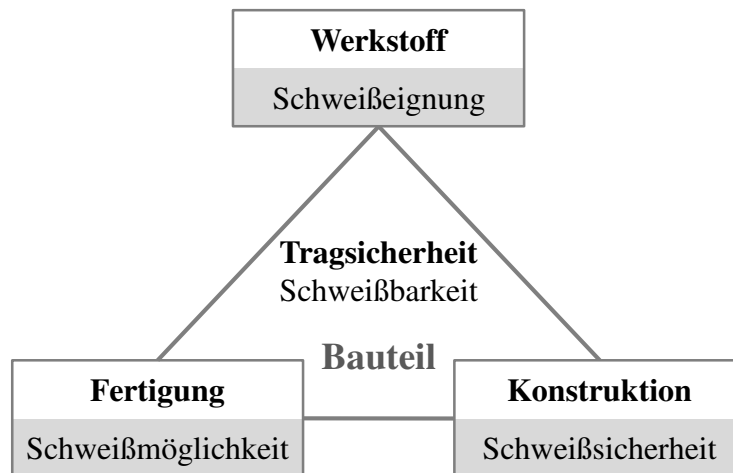 Werkstoff
Schweißeignung
Tragsicherheit
Schweißbarkeit
Bauteil
Fertigung
Schweißmöglichkeit
Konstruktion
Schweißsicherheit